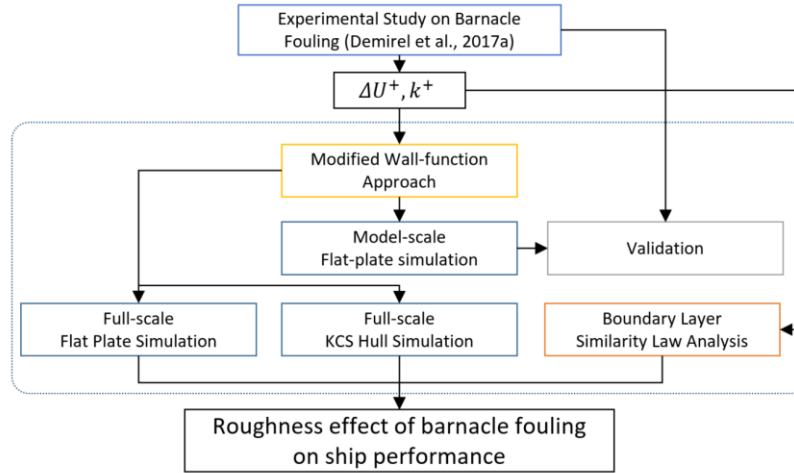 Experimental Study on Barnacle
Fouling (Demirel et al., 2017a)
ΔU⁺, k⁺
Modified Wall-function
Approach
Model-scale
Flat-plate simulation
Validation
Full-scale
Flat Plate Simulation
Full-scale
KCS Hull Simulation
Boundary Layer
Similarity Law Analysis
Roughness effect of barnacle fouling
on ship performance